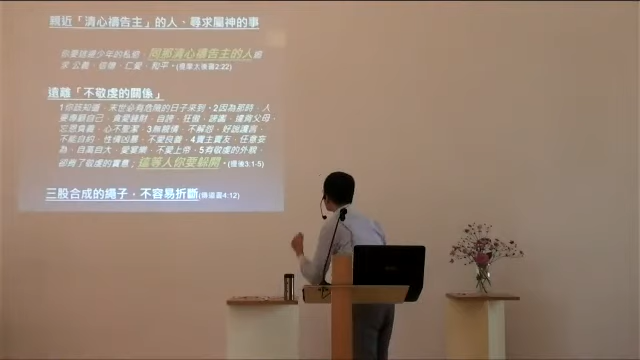 親近「清心禱告主」的人、尋求屬神的事
你要逃避少年的私慾，同那清心禱告主的人追
求 公義、信德、仁愛、和平。(提摩太後書2:22)
遠離「不敬虔的關係」
1你該知道，末世必有危險的日子來到。2因為那時，人
要專顧自己、貪愛錢財、自誇、狂傲、謗讟、違背父母、
忘恩負義、心不聖潔、3無親情、不解怨、好說讒言、
不能自約、性情凶暴、不愛良善、4賣主賣友、任意妄
為、自高自大、愛宴樂、不愛上帝、5有敬虔的外貌，
卻背了敬虔的實意；這等人你要躲開。(提後3:1-5)
三股合成的繩子，不容易折斷(傳道書4:12)